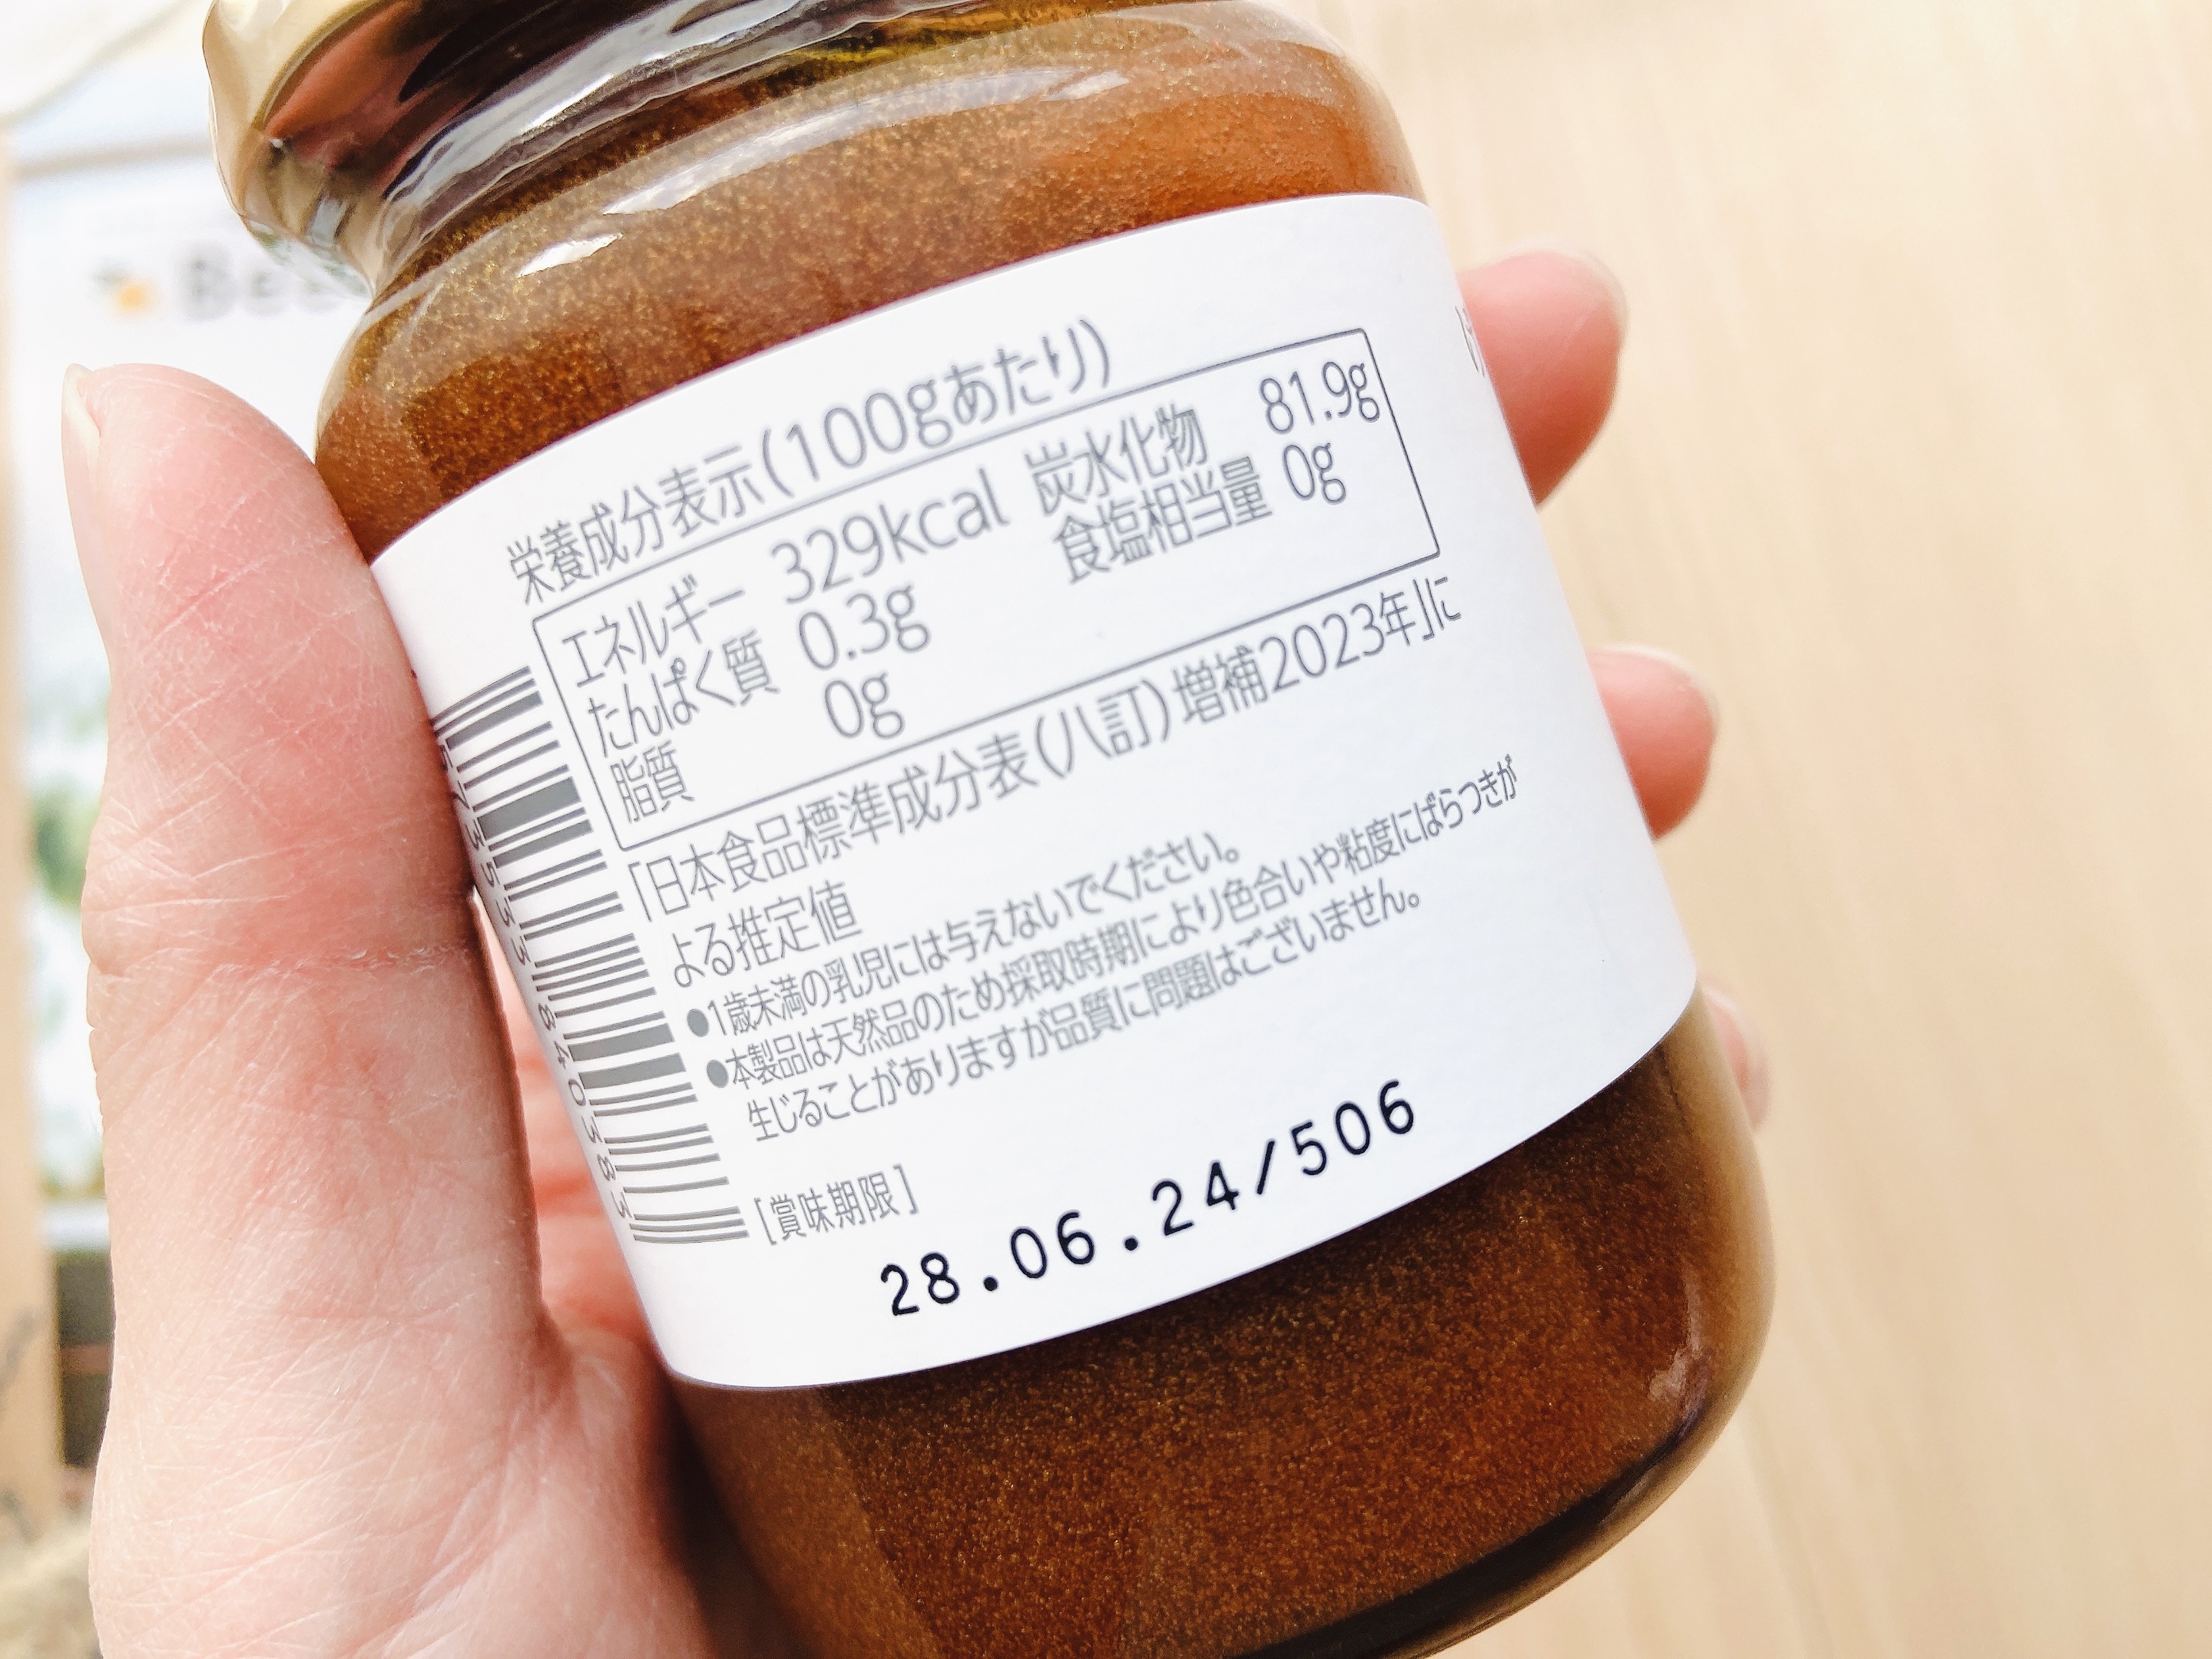 栄養成分表示(100gあたり)
エネルギー 329kcal 炭水化物 81.9g
たんぱく質 0.3g 食塩相当量 0g
脂質 0g
「日本食品標準成分表(八訂)増補2023年」に
よる推定値
●1歳未満の乳児には与えないでください。
●本製品は天然品のため採取時期により色合いや粘度にばらつきが
生じることがありますが品質に問題はございません。
[賞味期限]
28.06.24/506
573533 840383
Bee